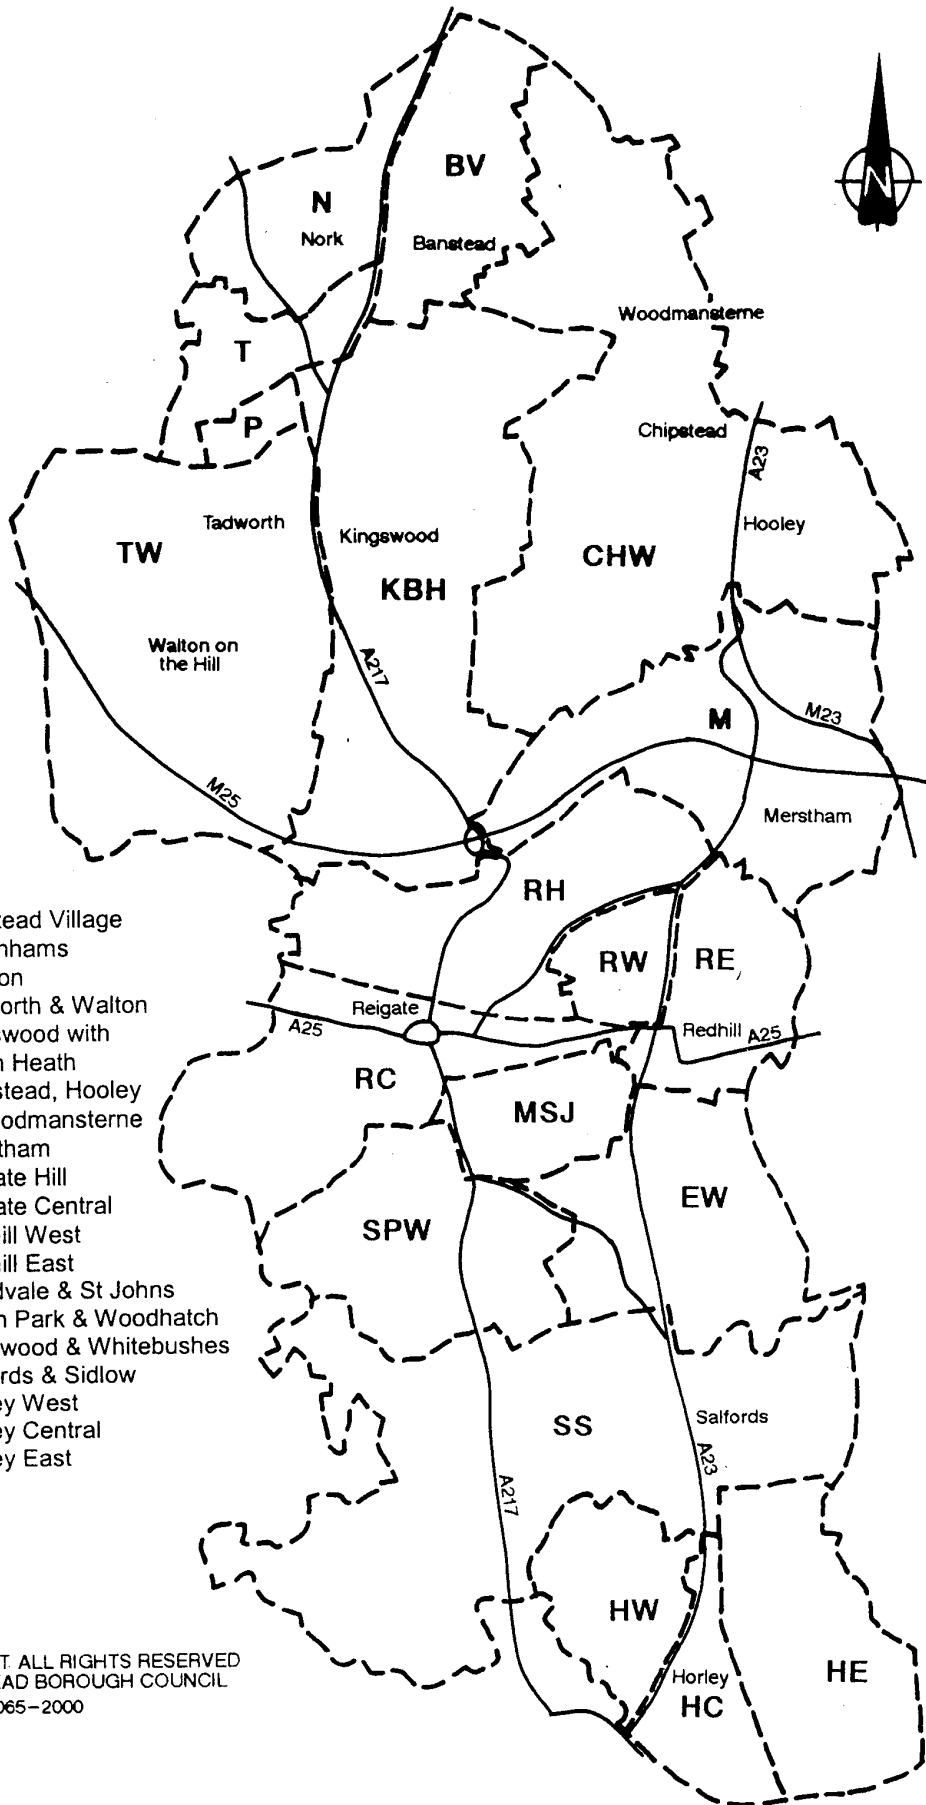 BV
N
Nork
Banstead
N
Woodmansterne
T
P
Chipstead
A23
Tadworth
Kingswood
Hooley
TW
CHW
KBH
Walton on
the Hill
A217
M
M23
M25
Merstham
RH
ead Village
nhams
on
orth & Walton
swood with
n Heath
stead, Hooley
oodmansterne
tham
ate Hill
ate Central
ill West
ill East
dvale & St Johns
n Park & Woodhatch
wood & Whitebushes
rds & Sidlow
ey West
ey Central
ey East
RW
RE
Reigate
A25
Redhill
A25
RC
MSJ
EW
SPW
Salfords
SS
A23
A217
HW
Horley
HC
HE
T. ALL RIGHTS RESERVED
AD BOROUGH COUNCIL
065-2000